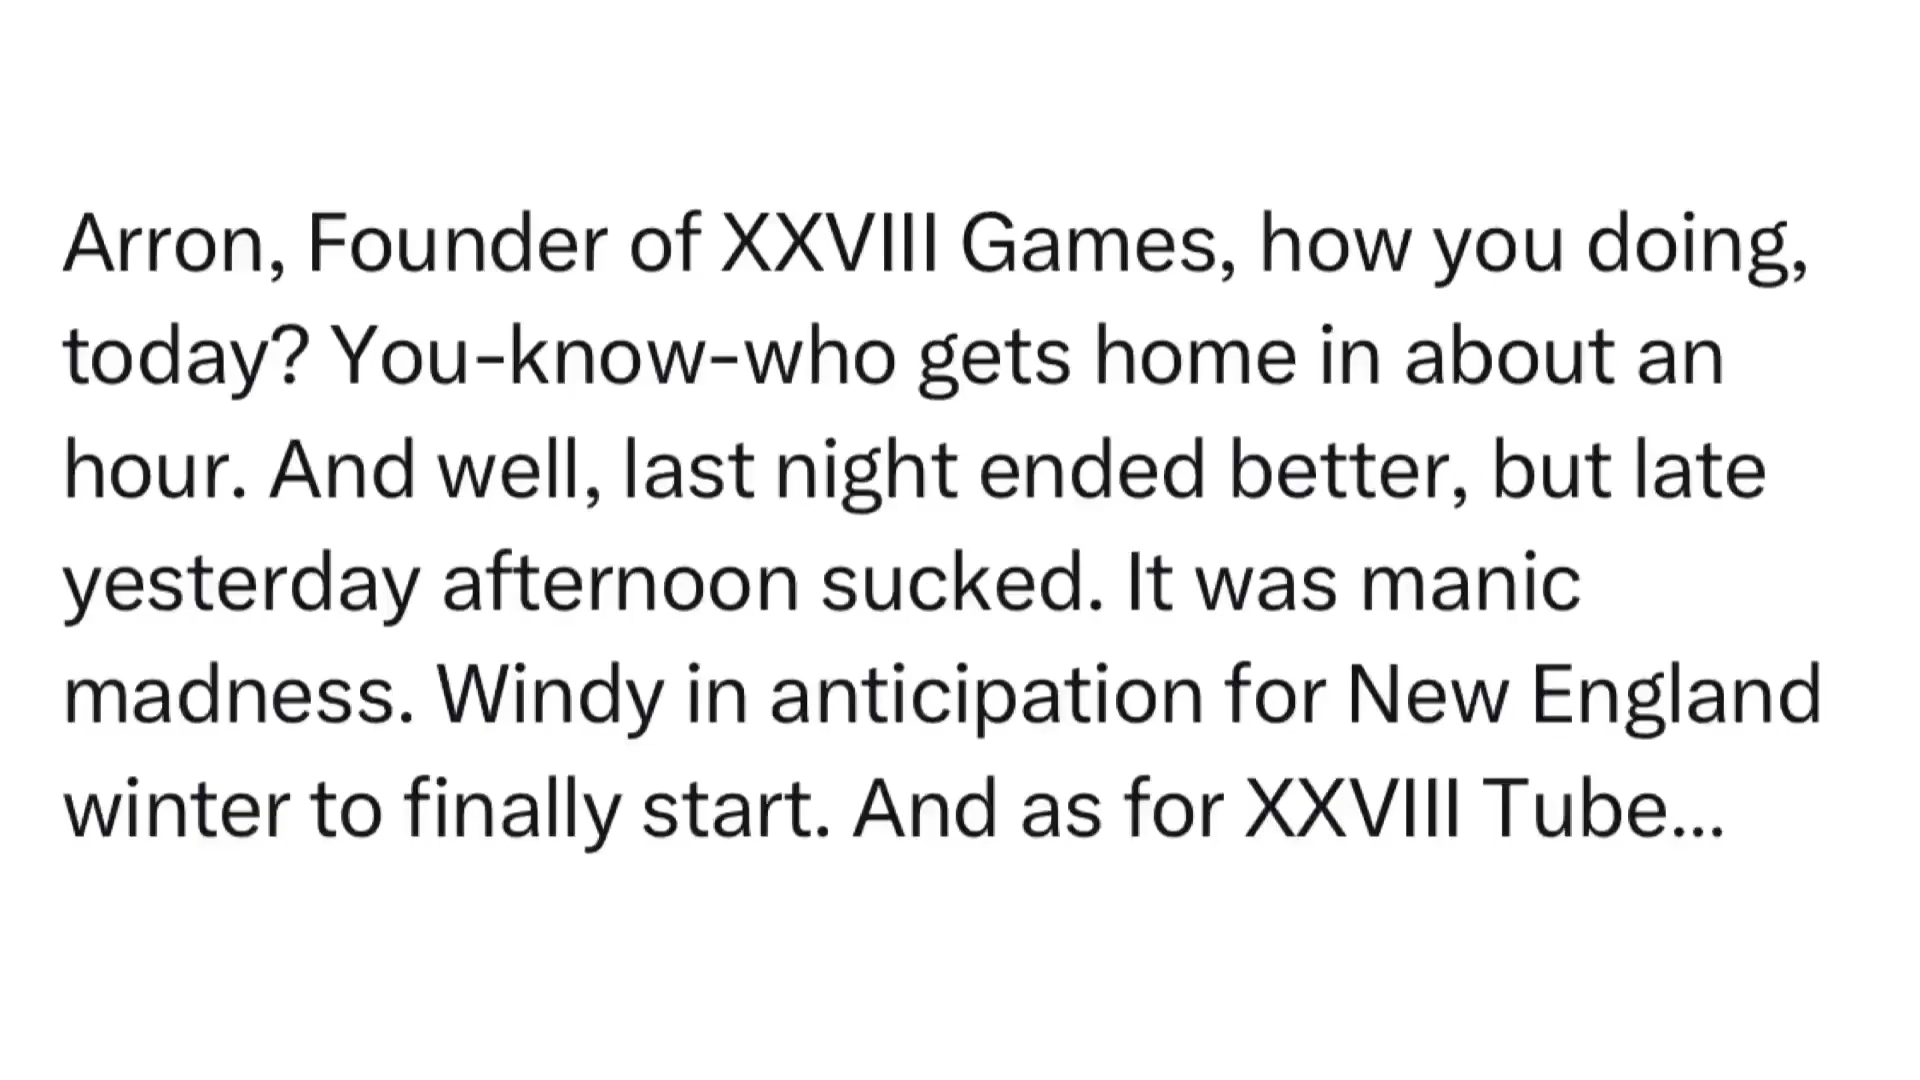 Arron, Founder of XXVIII Games, how you doing,
today? You-know-who gets home in about an
hour. And well, last night ended better, but late
yesterday afternoon sucked. It was manic
madness. Windy in anticipation for New England
winter to finally start. And as for XXVIII Tube...